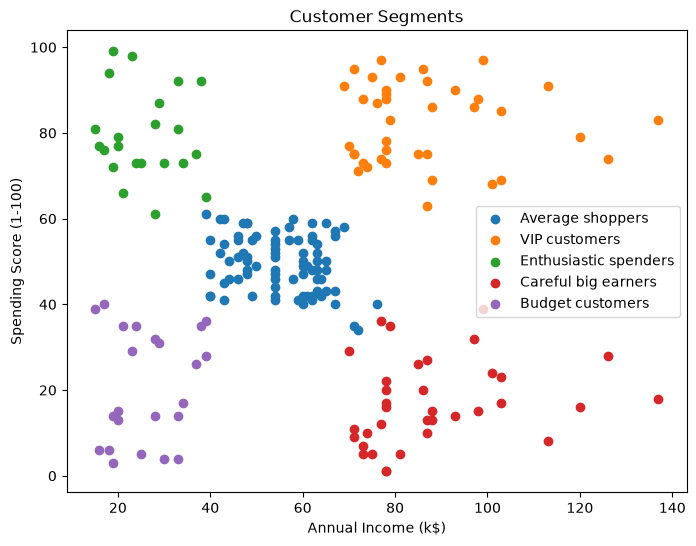 Customer Segments
100
80
60
40
20
0
Spending Score (1-100)
Average shoppers
VIP customers
Enthusiastic spenders
Careful big earners
Budget customers
20 40 60 80 100 120 140
Annual Income (k$)